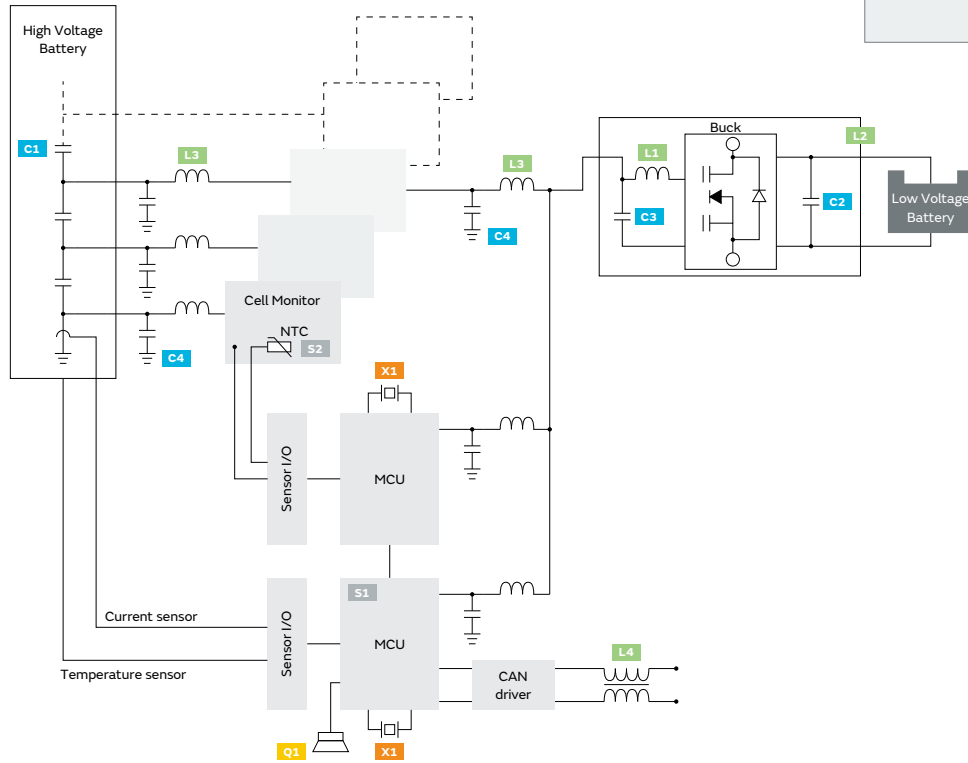 High Voltage
Battery
C1
L3
L3
C4
Buck
L1
L2
C3
C2
Low Voltage
Battery
Cell Monitor
NTC
S2
C4
X1
Sensor I/O
MCU
S1
Sensor I/O
MCU
Current sensor
Temperature sensor
CAN
driver
L4
Q1
X1